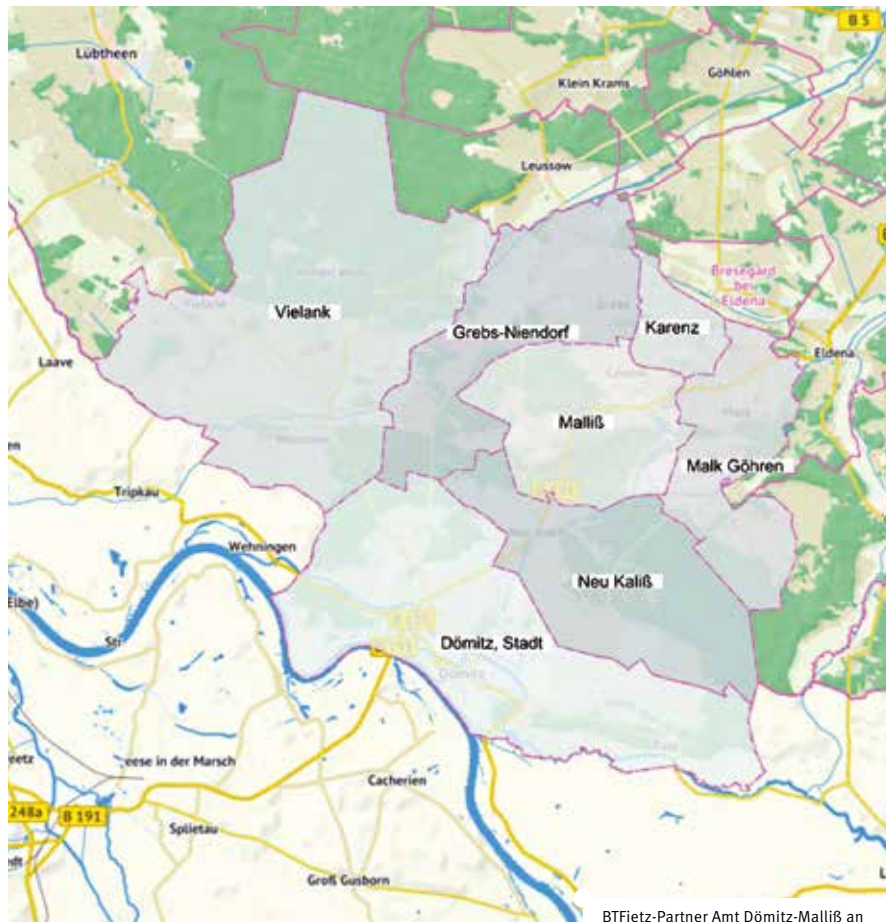 B 5
Lübtheen
Göhlen
Klein Krams
Leussow
Bresegard
bei
Eldena
Vielank
Grebs-Niendorf
Karenz
Laave
Eldena
Malliß
Malk Göhren
Tripkau
Wehningen
Neu Kaliß
Elbe)
Dömitz, Stadt
Dömitz
eese in der Marsch
Cacherien
248a
B 191
Splietau
Groß Gusborn
BTFietz-Partner Amt Dömitz-Malliß an